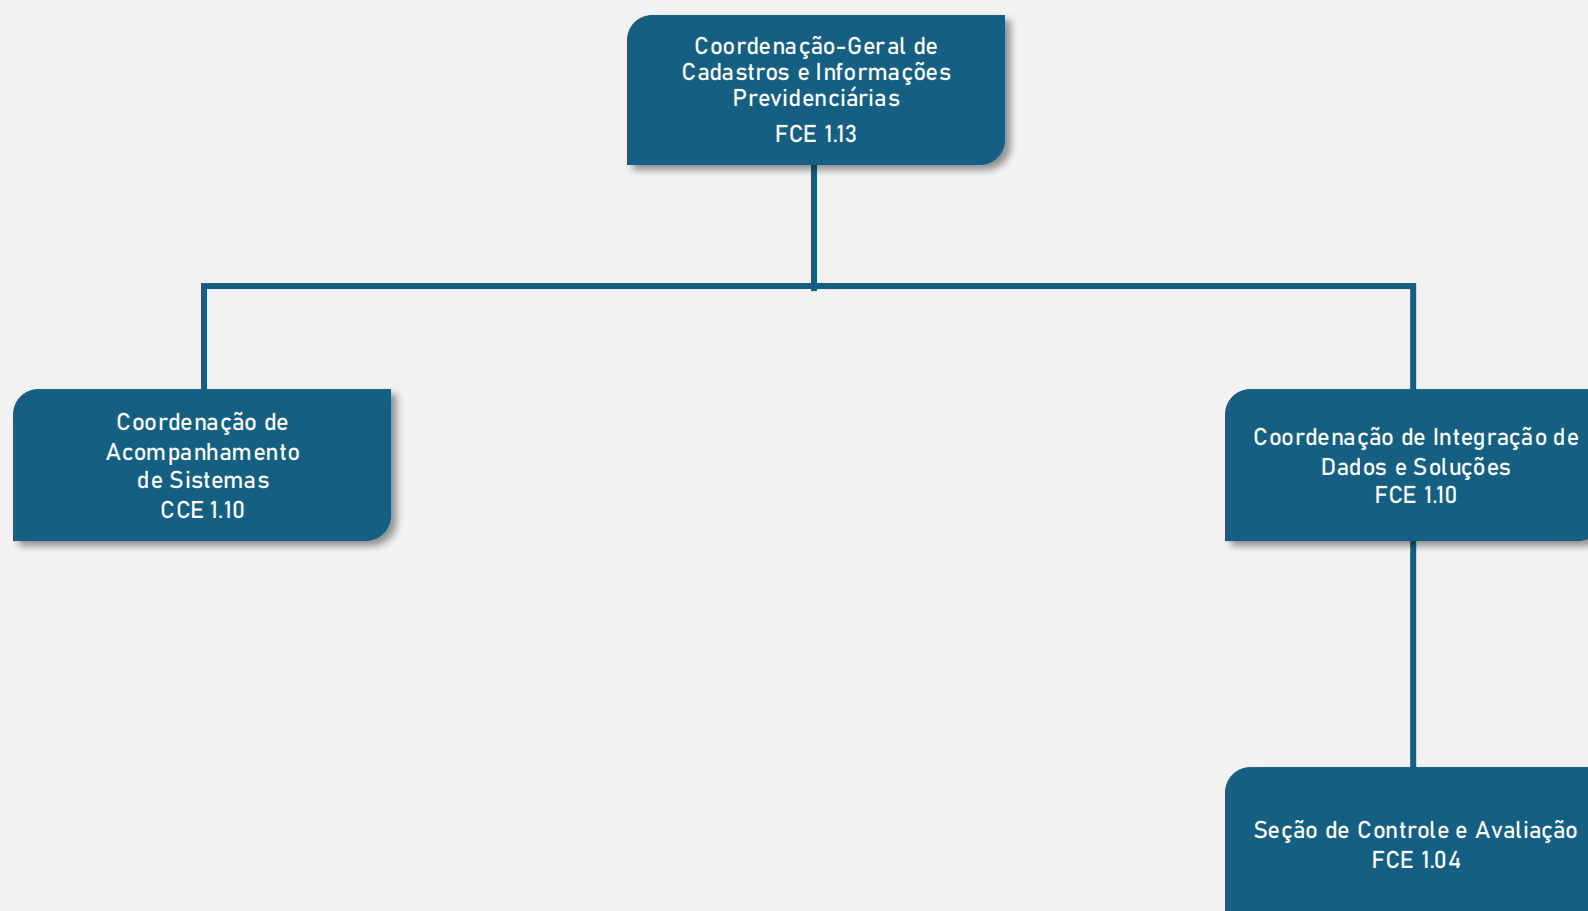 Coordenação-Geral de
Cadastros e Informações
Previdenciárias
FCE 1.13
Coordenação de
Acompanhamento
de Sistemas
CCE 1.10
Coordenação de Integração de
Dados e Soluções
FCE 1.10
Seção de Controle e Avaliação
FCE 1.04